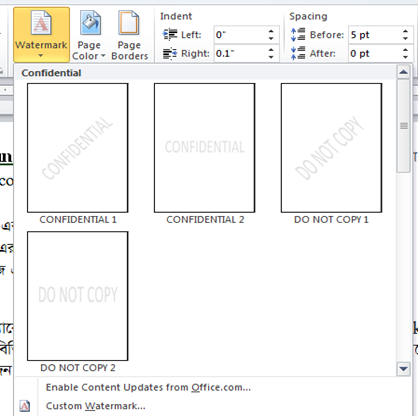 Watermark
Page Color
Page Borders
Indent
Left: 0"
Right: 0.1"
Spacing
Before: 5 pt
After: 0 pt
Confidential
CONFIDENTIAL
CONFIDENTIAL
DO NOT COPY
CONFIDENTIAL 1
CONFIDENTIAL 2
DO NOT COPY 1
DO NOT COPY
DO NOT COPY 2
Enable Content Updates from Office.com...
Custom Watermark...